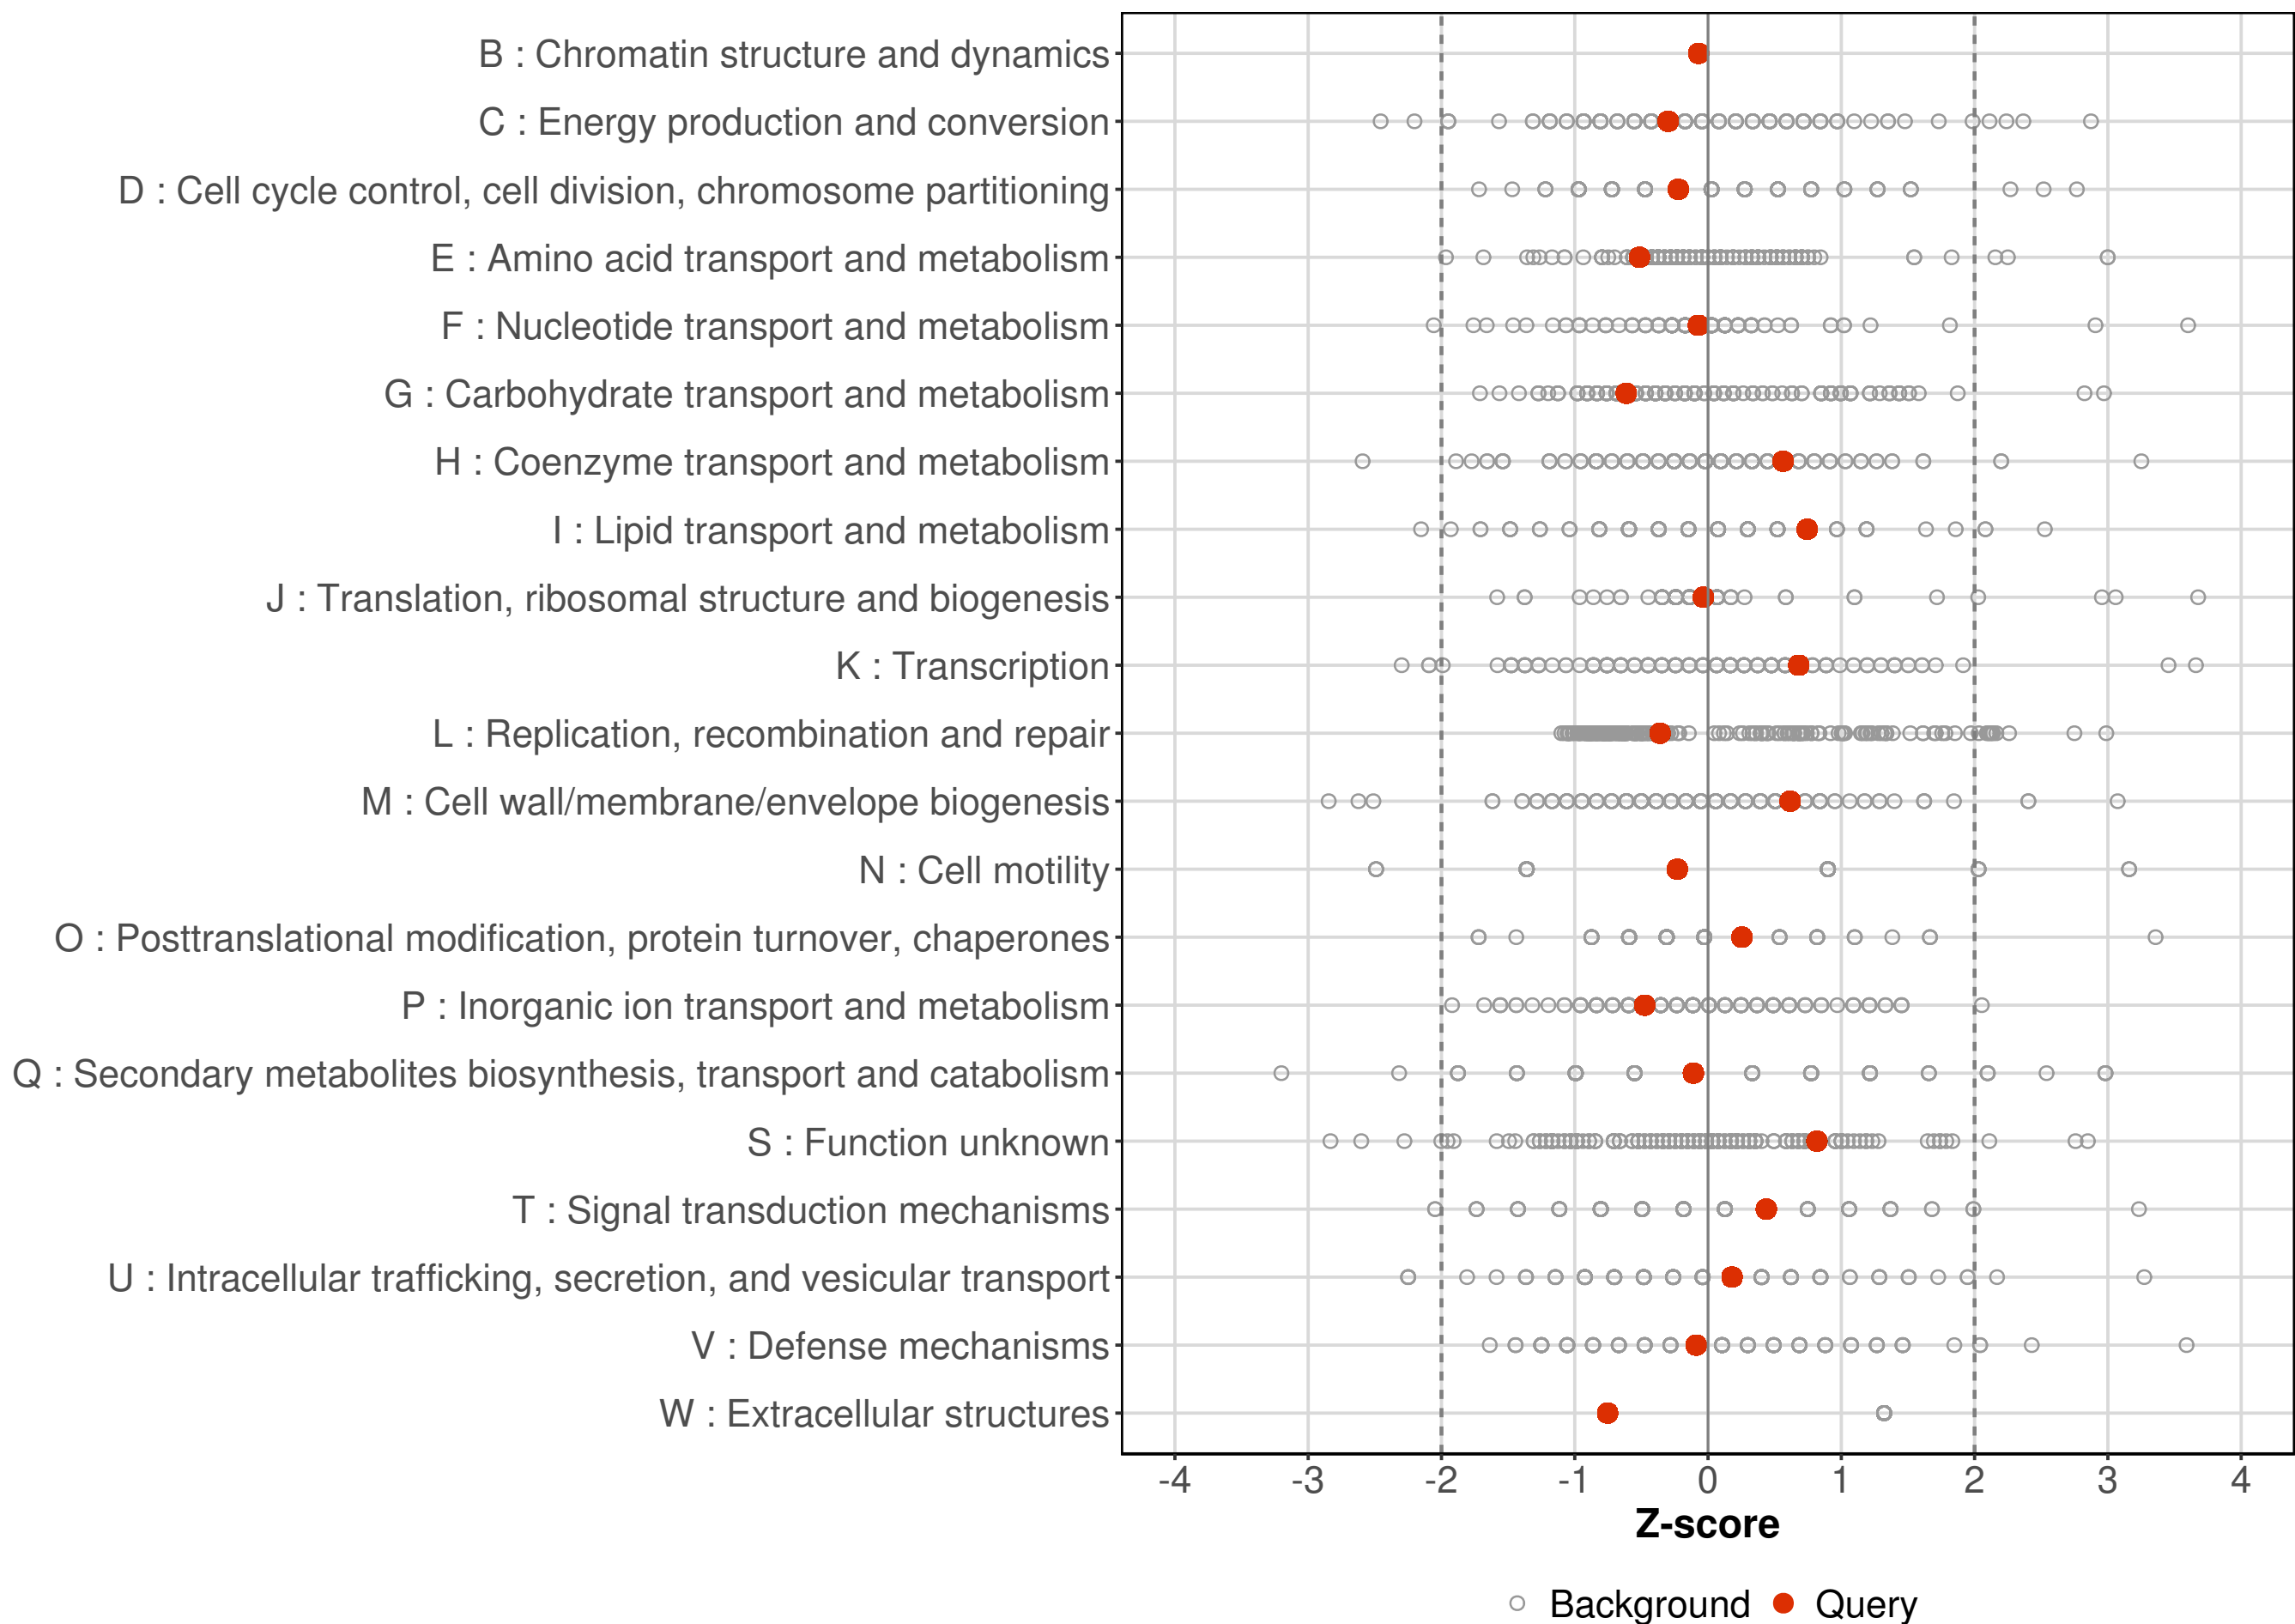 B : Chromatin structure and dynamics
C : Energy production and conversion
D : Cell cycle control, cell division, chromosome partitioning
E : Amino acid transport and metabolism
F : Nucleotide transport and metabolism
G : Carbohydrate transport and metabolism
H : Coenzyme transport and metabolism
I : Lipid transport and metabolism
J : Translation, ribosomal structure and biogenesis
K : Transcription
L : Replication, recombination and repair
M : Cell wall/membrane/envelope biogenesis
N : Cell motility
O : Posttranslational modification, protein turnover, chaperones
P : Inorganic ion transport and metabolism
Q : Secondary metabolites biosynthesis, transport and catabolism
S : Function unknown
T : Signal transduction mechanisms
U : Intracellular trafficking, secretion, and vesicular transport
V : Defense mechanisms
W : Extracellular structures
-4 -3 -2 -1 0 1 2 3 4
Z-score
Background Query